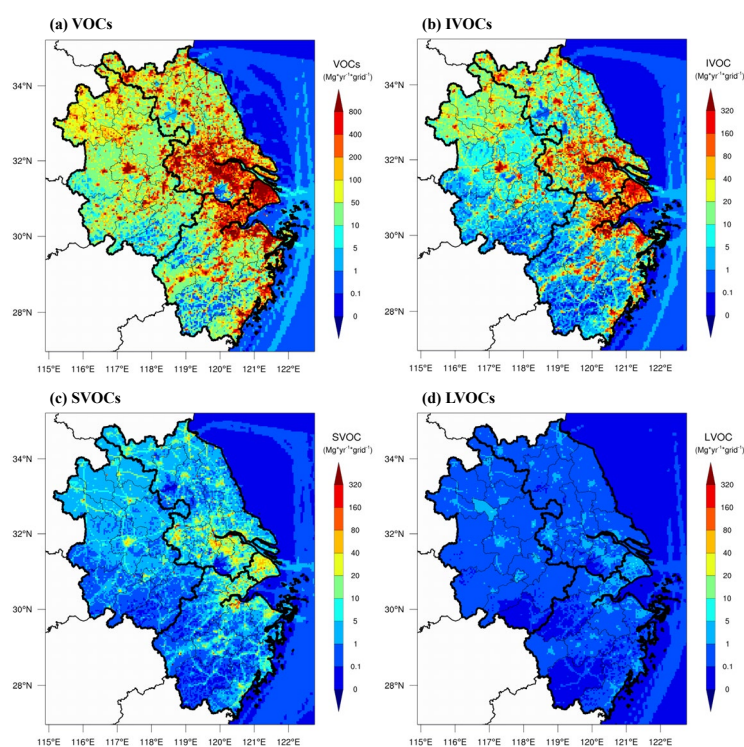 (a) VOCs
(b) IVOCs
VOCs
(Mg*yr⁻¹*grid⁻¹)
800
400
200
100
50
10
5
1
0.1
0
34°N
32°N
30°N
28°N
115°E 116°E 117°E 118°E 119°E 120°E 121°E 122°E
IVOC
(Mg*yr⁻¹*grid⁻¹)
320
160
80
40
20
10
5
1
0.1
0
34°N
32°N
30°N
28°N
115°E 116°E 117°E 118°E 119°E 120°E 121°E 122°E
(c) SVOCs
(d) LVOCs
SVOC
(Mg*yr⁻¹*grid⁻¹)
320
160
80
40
20
10
5
1
0.1
0
34°N
32°N
30°N
28°N
115°E 116°E 117°E 118°E 119°E 120°E 121°E 122°E
LVOC
(Mg*yr⁻¹*grid⁻¹)
320
160
80
40
20
10
5
1
0.1
0
34°N
32°N
30°N
28°N
115°E 116°E 117°E 118°E 119°E 120°E 121°E 122°E